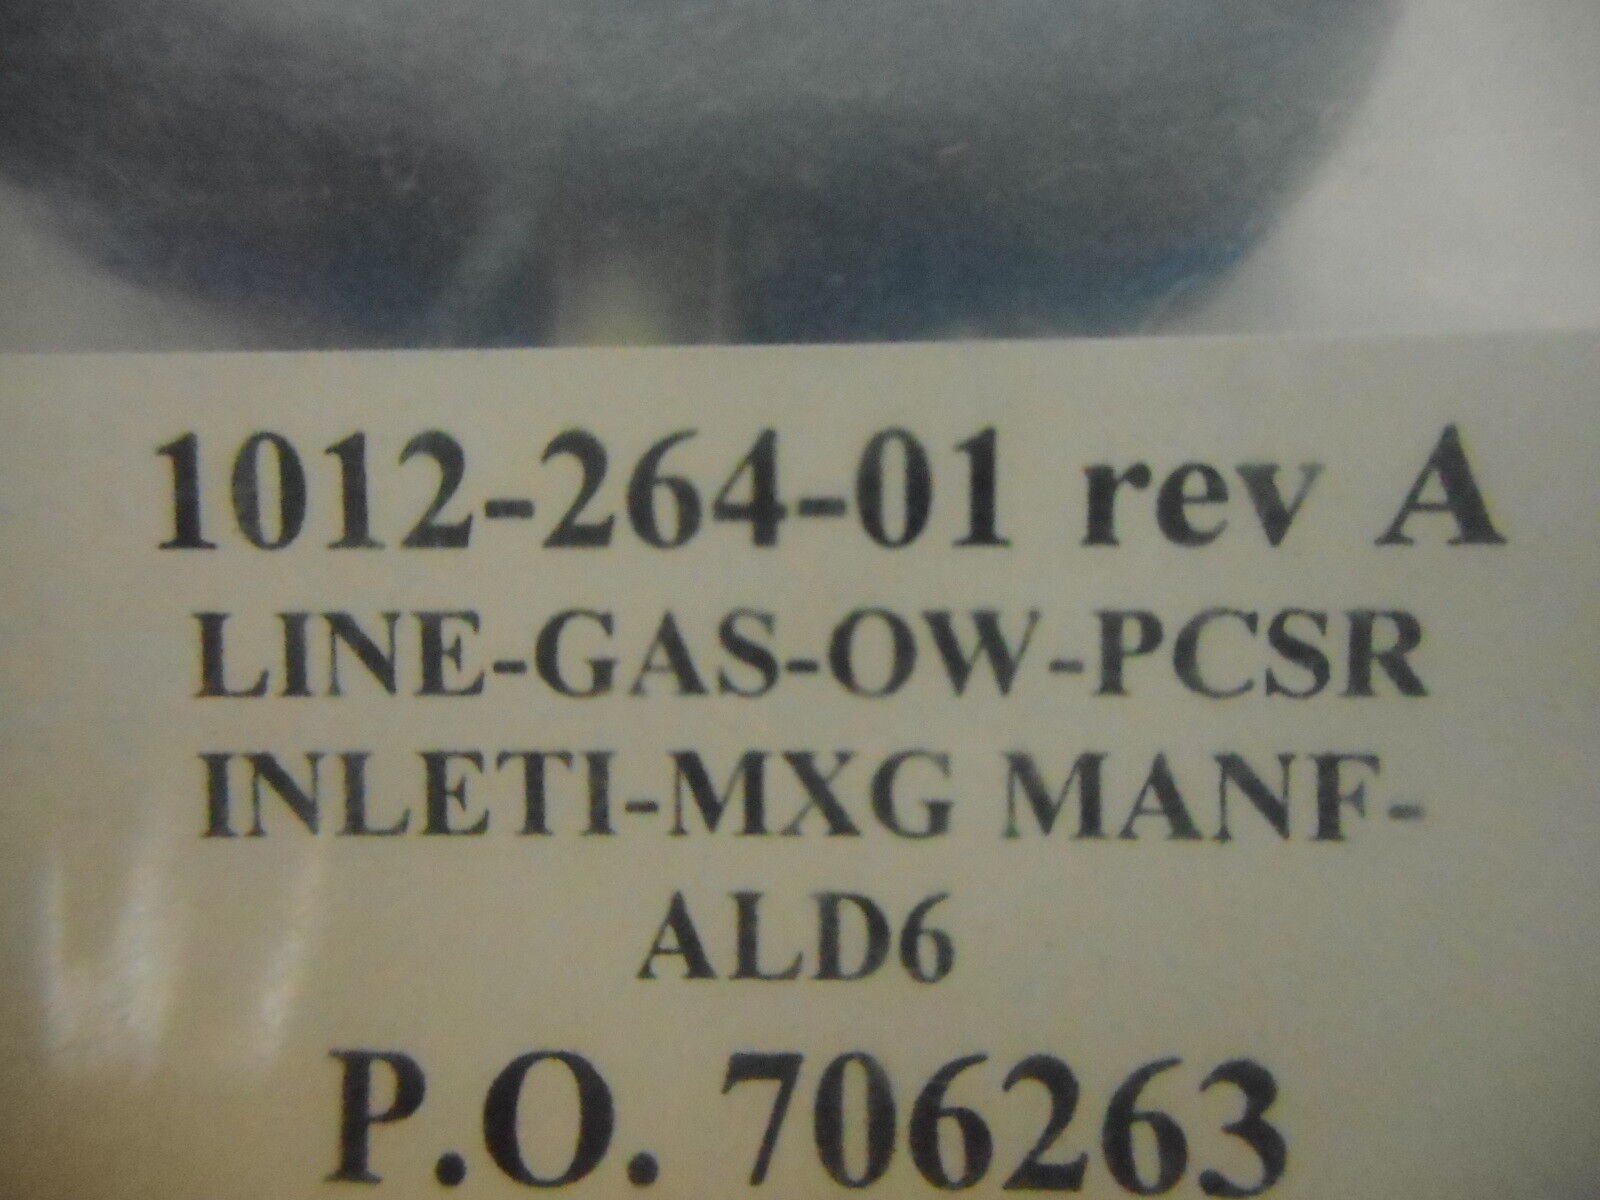 1012-264-01 rev A
LINE-GAS-OW-PCSR
INLETI-MXG MANF-
ALD6
P.O. 706263